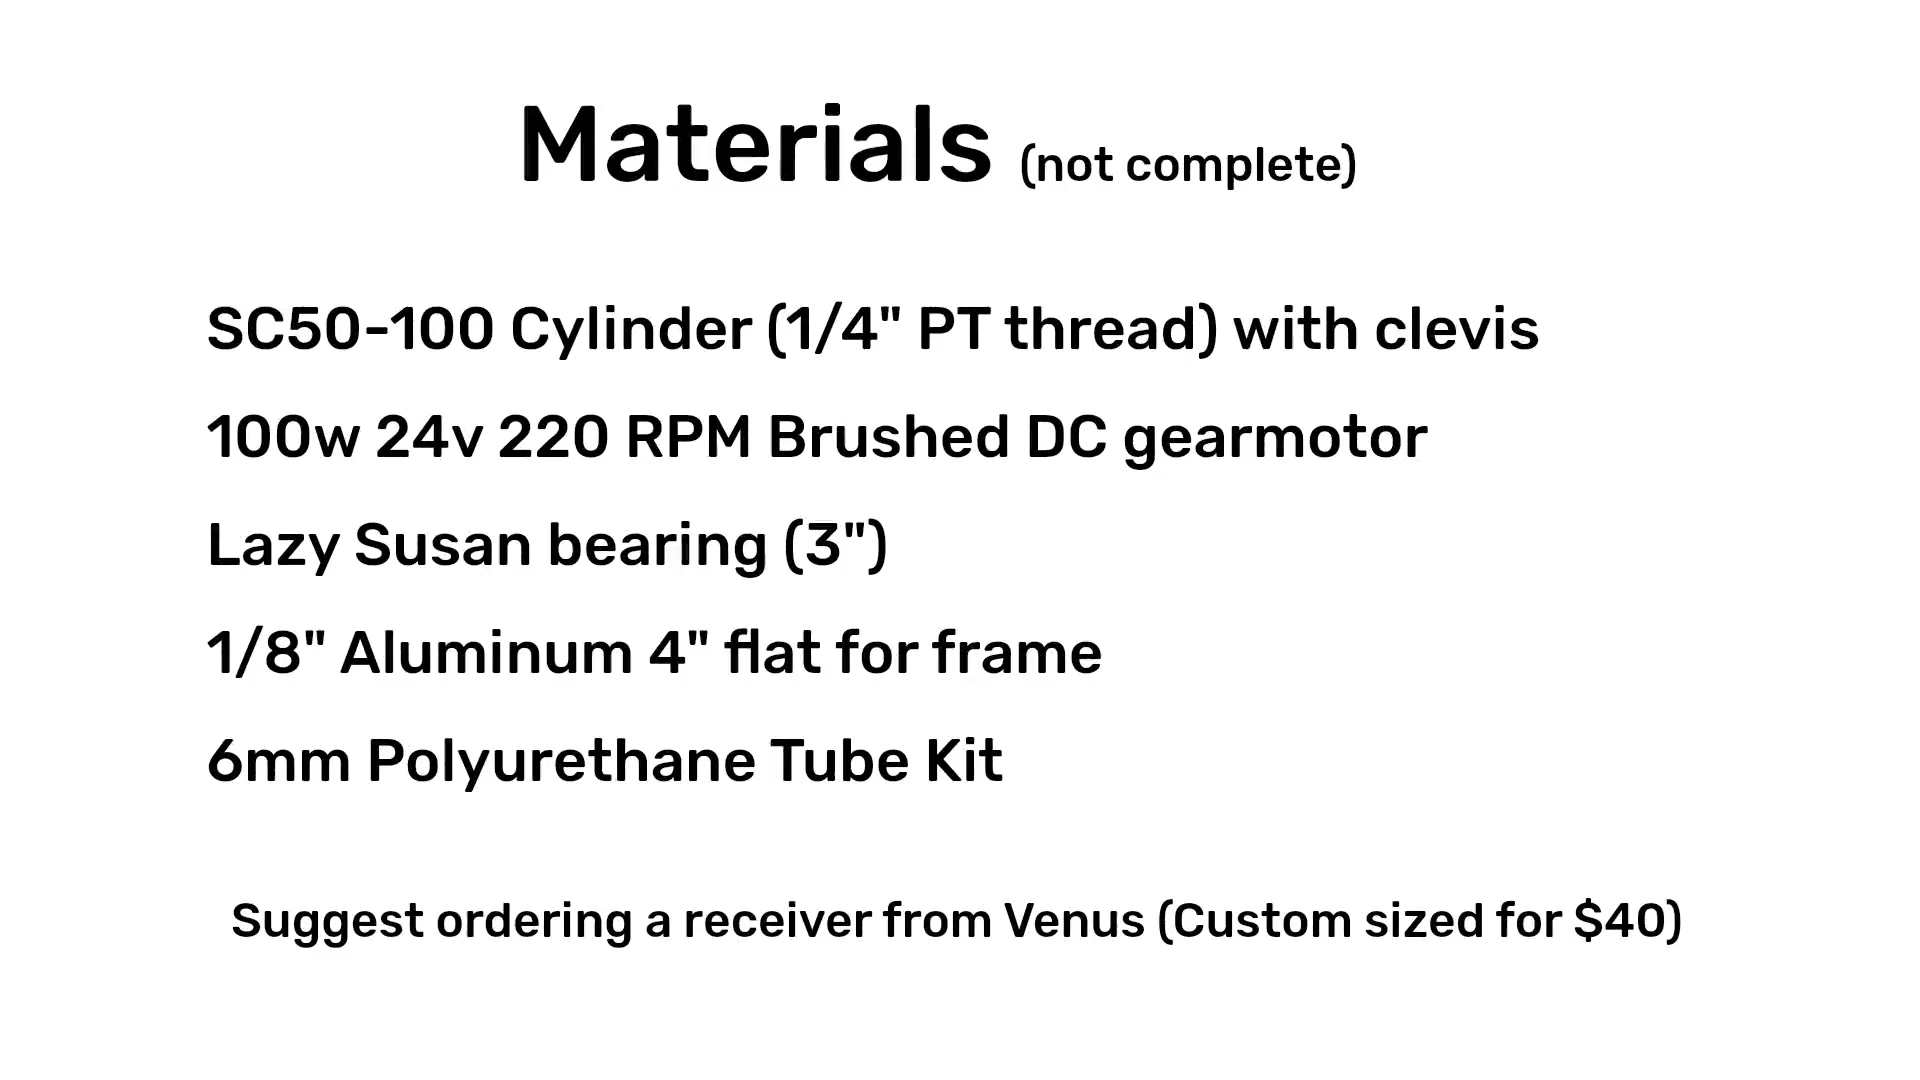 Materials (not complete)
SC50-100 Cylinder (1/4" PT thread) with clevis
100w 24v 220 RPM Brushed DC gearmotor
Lazy Susan bearing (3")
1/8" Aluminum 4" flat for frame
6mm Polyurethane Tube Kit
Suggest ordering a receiver from Venus (Custom sized for $40)